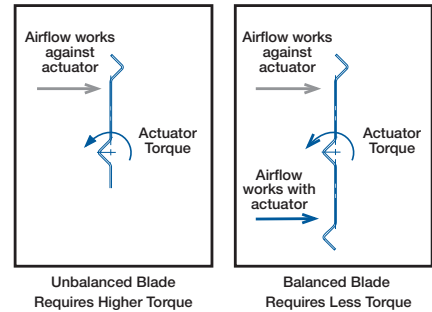 Airflow works
against
actuator
Actuator
Torque
Unbalanced Blade
Requires Higher Torque
Airflow works
against
actuator
Actuator
Torque
Airflow
works with
actuator
Balanced Blade
Requires Less Torque